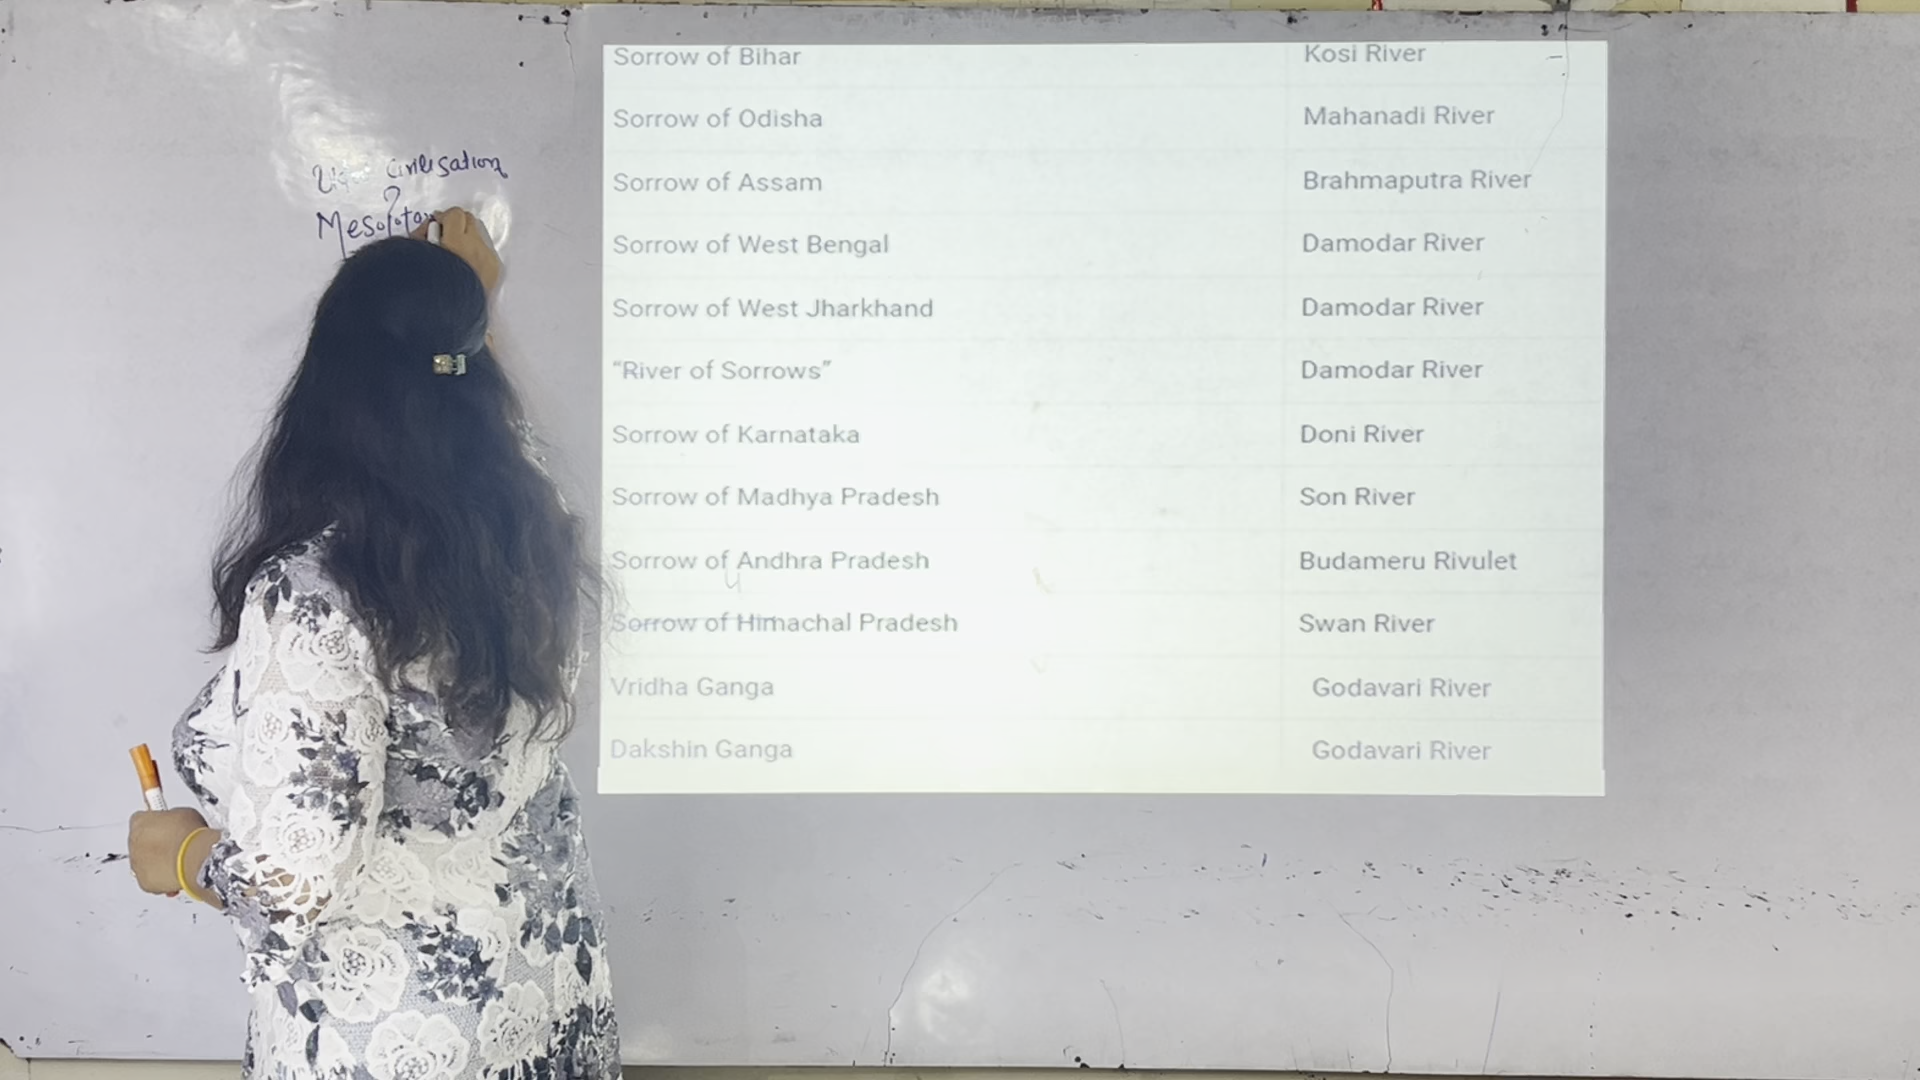 Civilisation
?
Mesopota
Sorrow of Bihar Kosi River
Sorrow of Odisha Mahanadi River
Sorrow of Assam Brahmaputra River
Sorrow of West Bengal Damodar River
Sorrow of West Jharkhand Damodar River
“River of Sorrows” Damodar River
Sorrow of Karnataka Doni River
Sorrow of Madhya Pradesh Son River
Sorrow of Andhra Pradesh Budameru Rivulet
Sorrow of Himachal Pradesh Swan River
Vridha Ganga Godavari River
Dakshin Ganga Godavari River